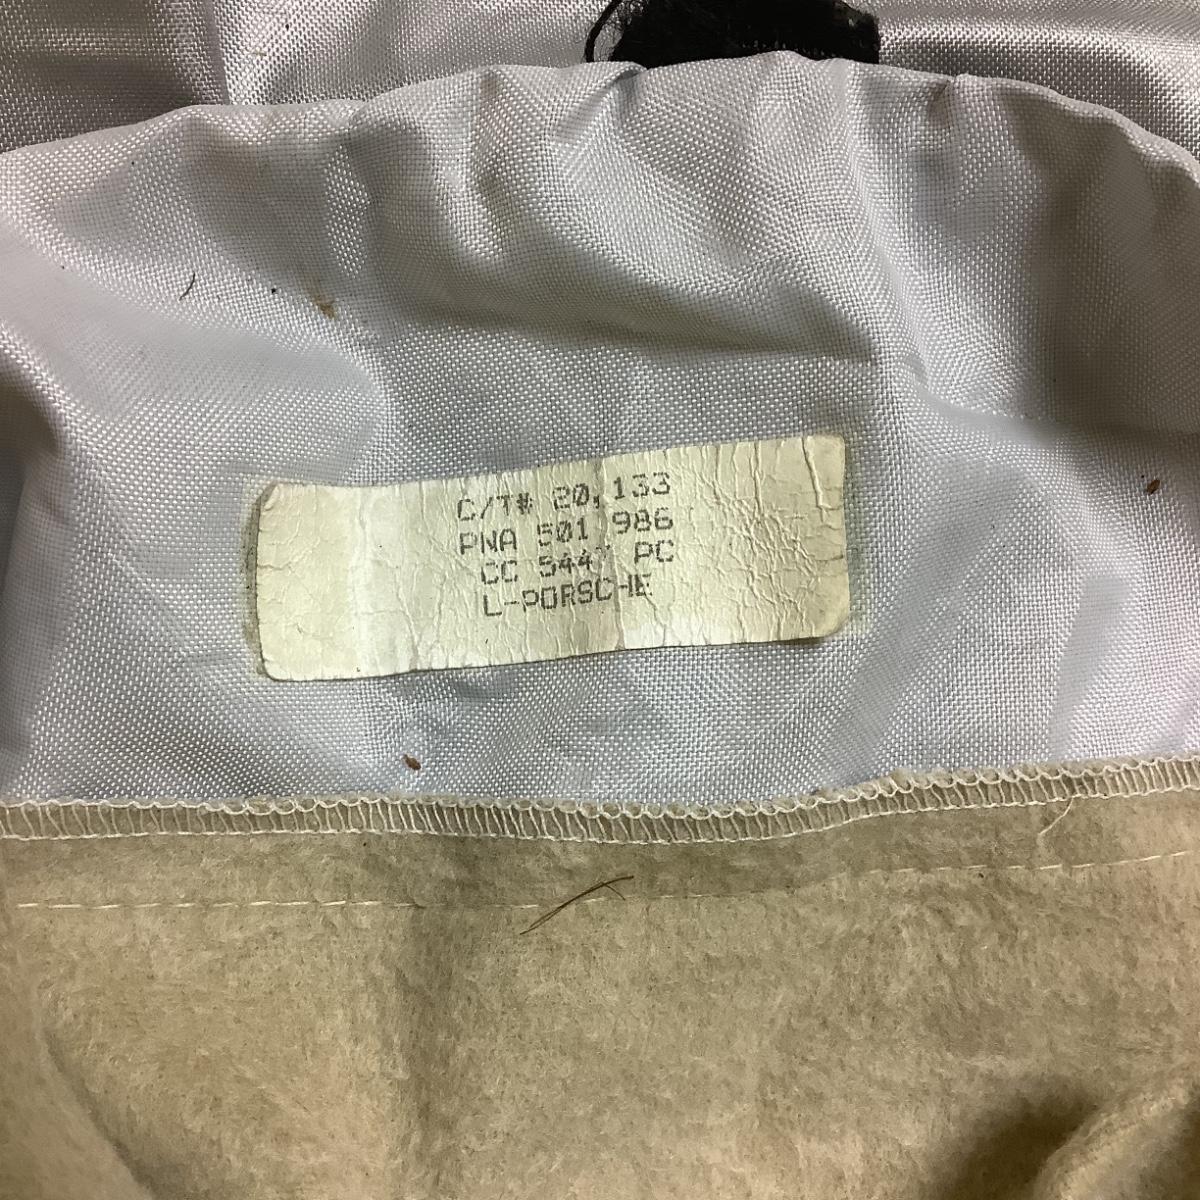 C/T# 20,133
PNA 501 986
CC 5447 PC
L-PORSCHE